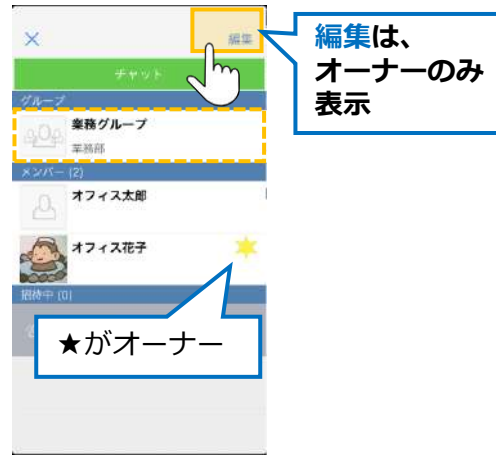 ×
編集
チャット
グループ
業務グループ
業務部
メンバー (2)
オフィス太郎
オフィス花子
招待中 (0)
★がオーナー
編集は、
オーナーのみ
表示